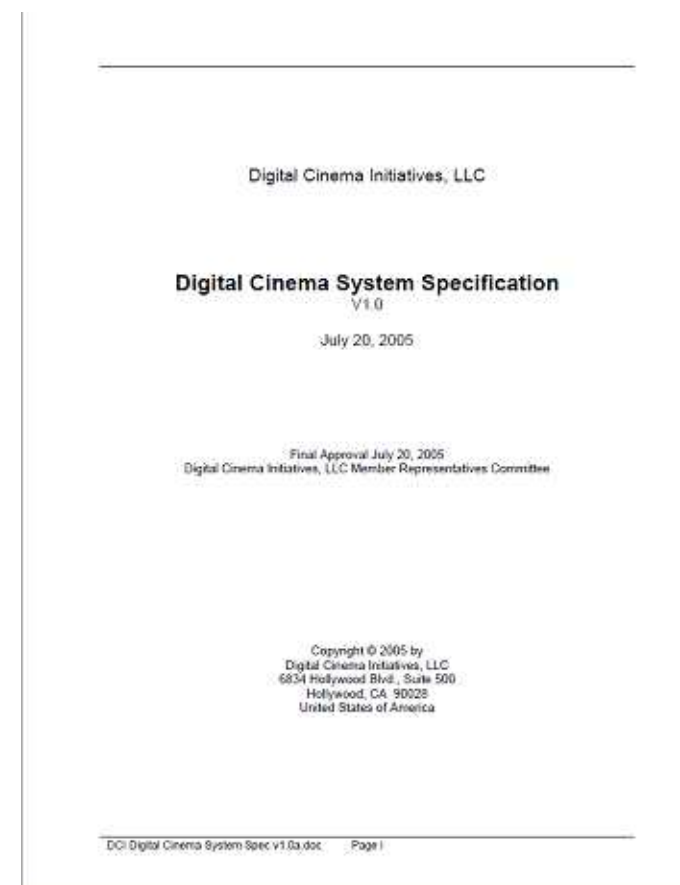 Digital Cinema Initiatives, LLC
Digital Cinema System Specification
V1.0
July 20, 2005
Final Approval July 20, 2005
Digital Cinema Initiatives, LLC Member Representatives Committee
Copyright © 2005 by
Digital Cinema Initiatives, LLC
6834 Hollywood Blvd., Suite 500
Hollywood, CA 90028
United States of America
DCI Digital Cinema System Spec v1.0a.doc Page I